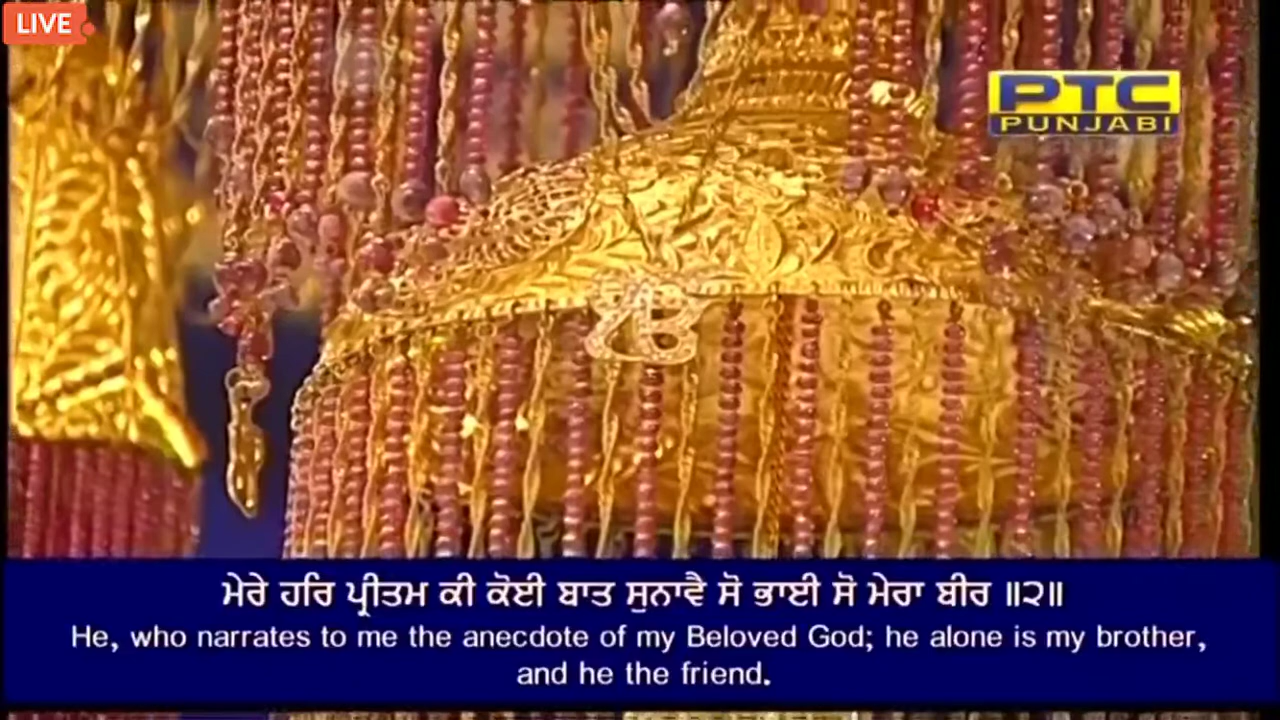 LIVE
PTC
PUNJABI
ੴ
ਮੇਰੇ ਹਰਿ ਪ੍ਰੀਤਮ ਕੀ ਕੋਈ ਬਾਤ ਸੁਨਾਵੈ ਸੋ ਭਾਈ ਸੋ ਮੇਰਾ ਬੀਰ ॥੨॥
He, who narrates to me the anecdote of my Beloved God; he alone is my brother,
and he the friend.